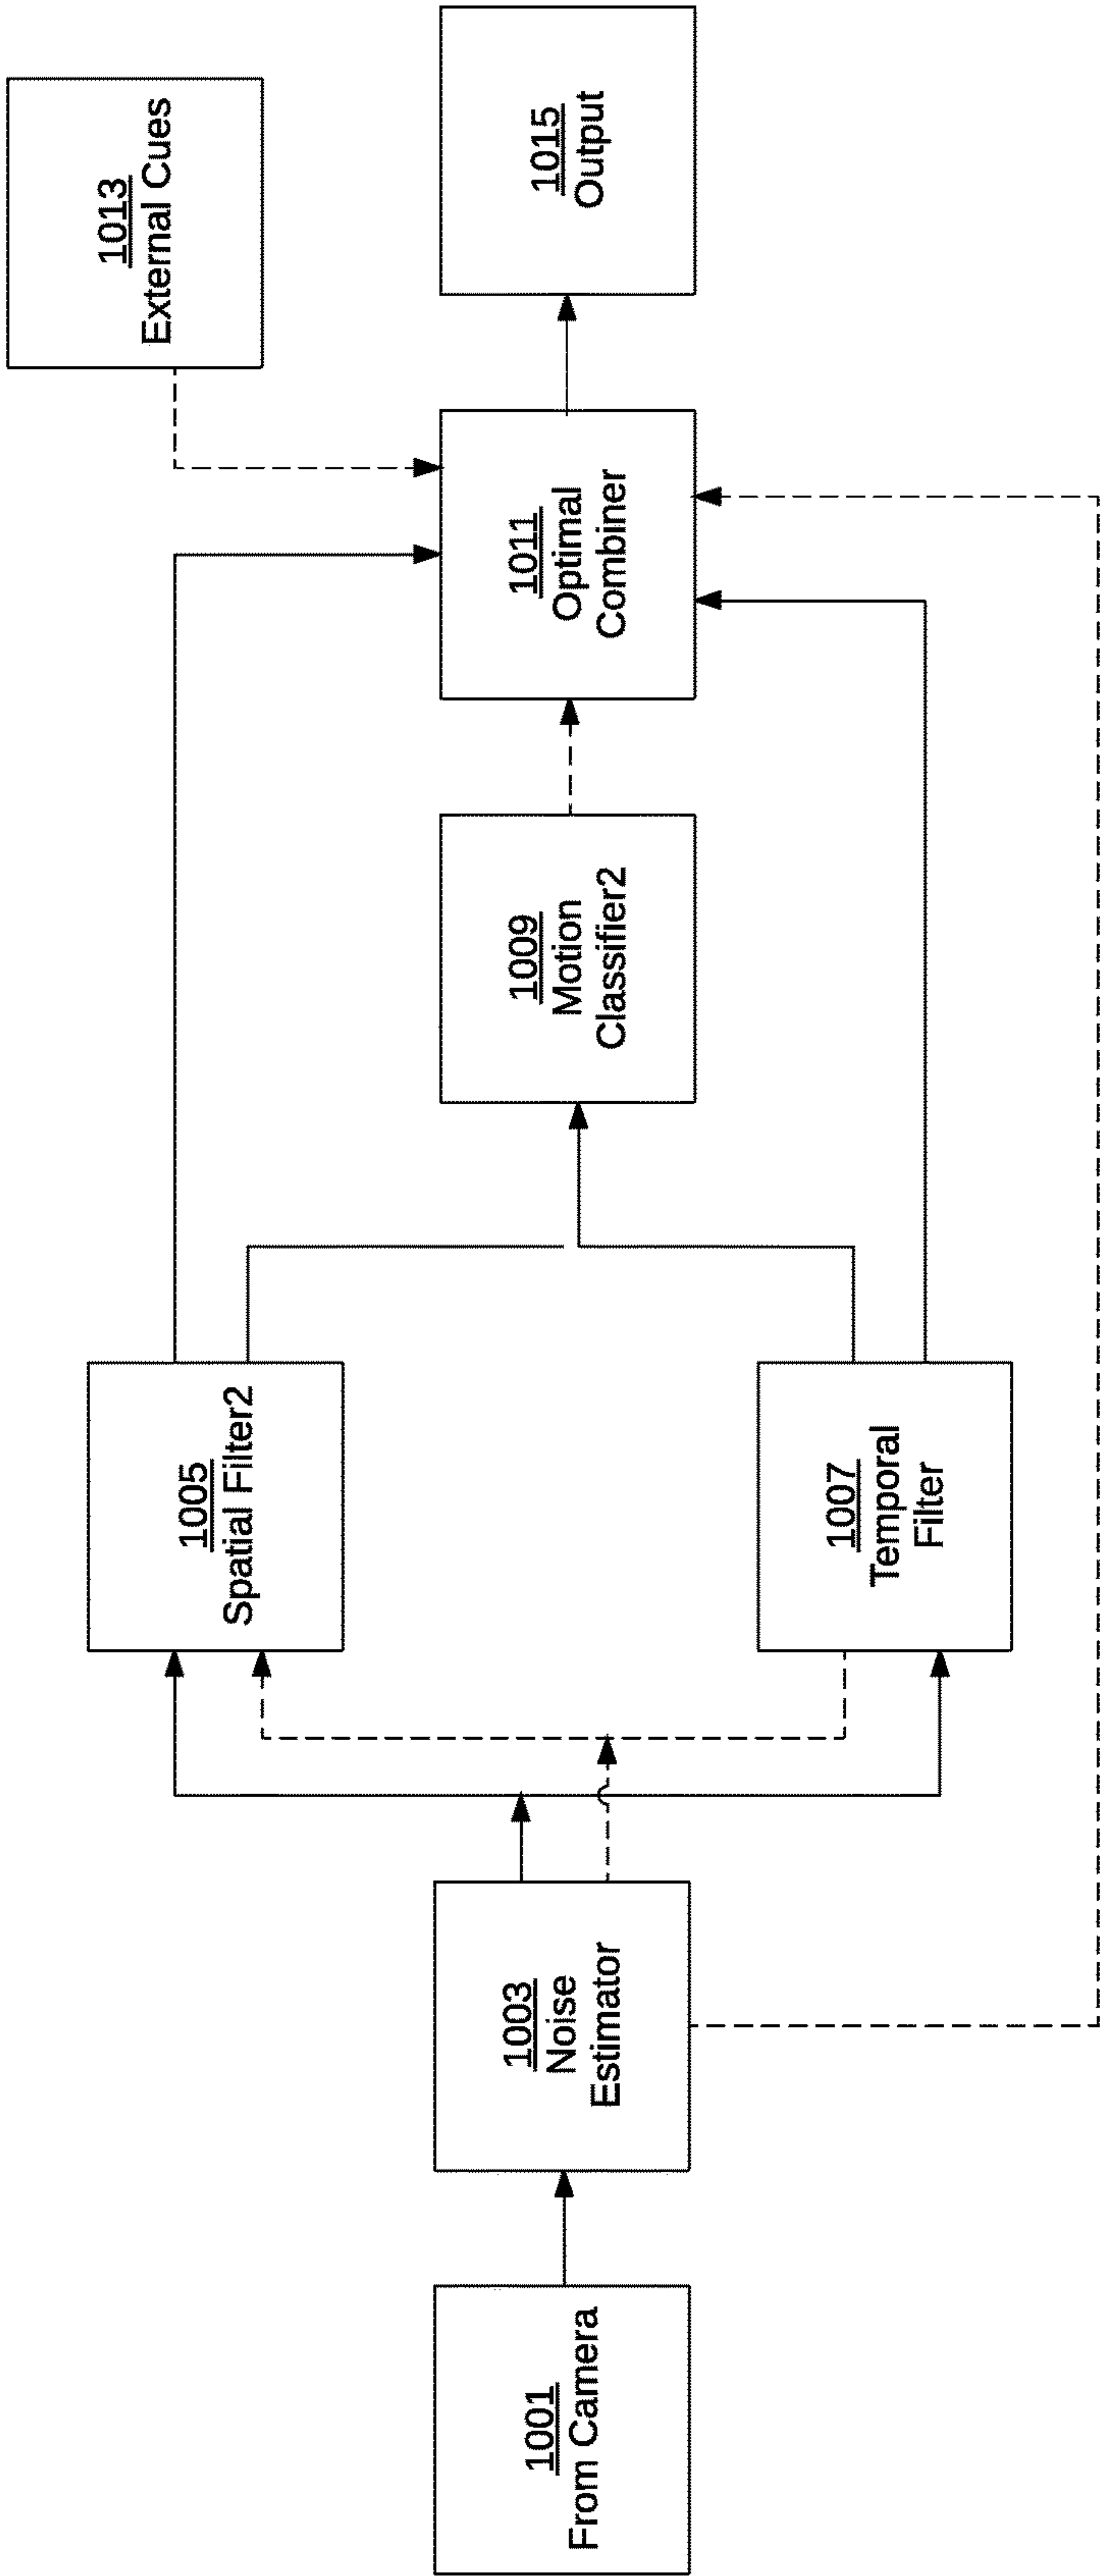 1001
From Camera
1003
Noise
Estimator
1005
Spatial Filter2
1007
Temporal
Filter
1009
Motion
Classifier2
1011
Optimal
Combiner
1013
External Cues
1015
Output